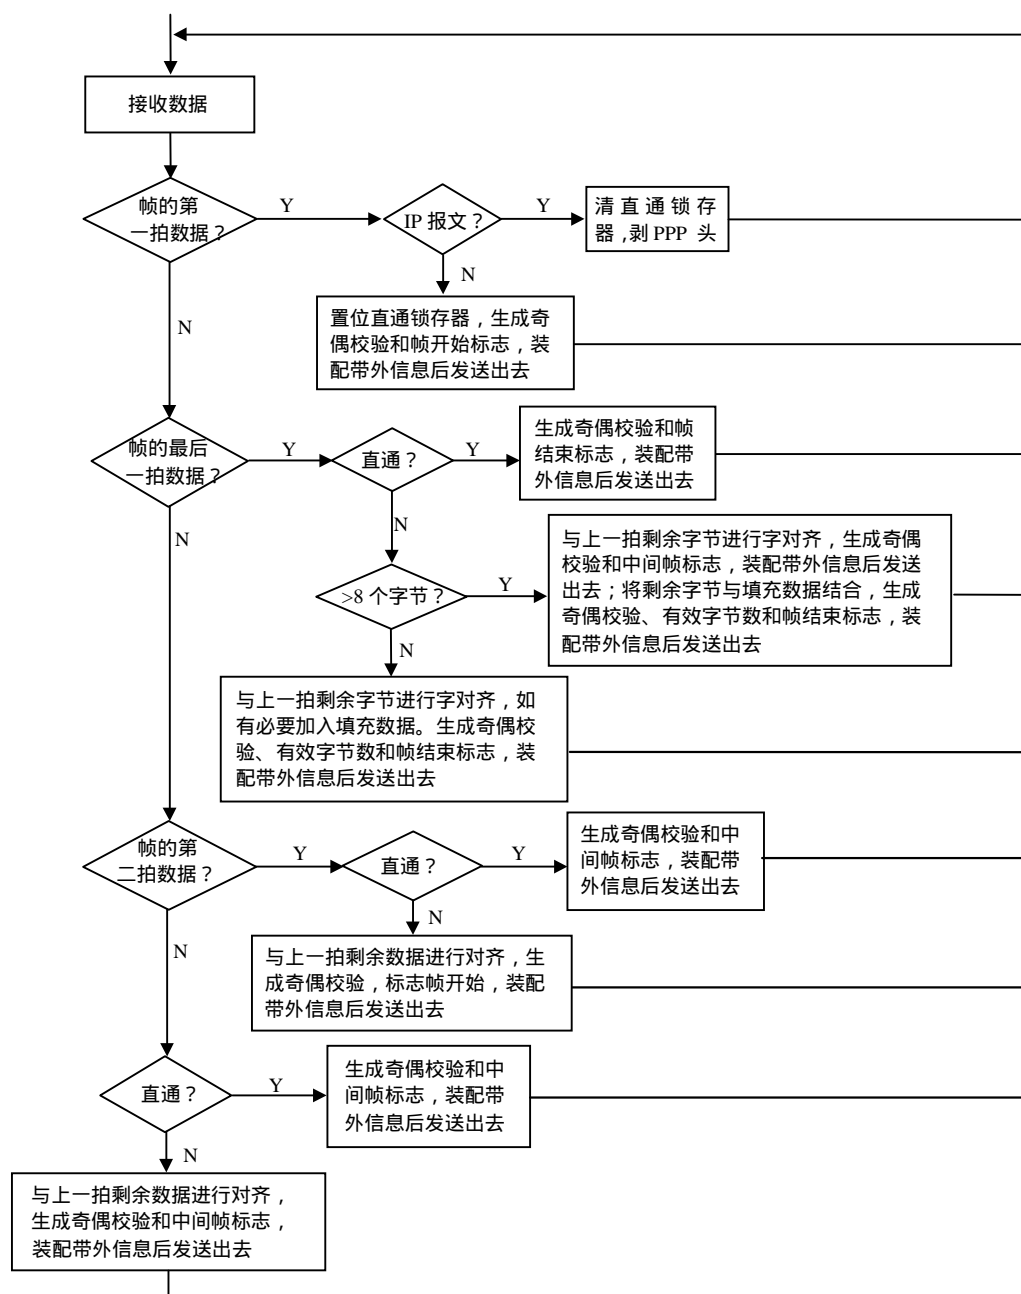 接收数据
帧的第
一拍数据？
Y
IP 报文？
Y
清直通锁存
器，剥 PPP 头
N
置位直通锁存器，生成奇
偶校验和帧开始标志，装
配带外信息后发送出去
N
帧的最后
一拍数据？
Y
直通？
Y
生成奇偶校验和帧
结束标志，装配带
外信息后发送出去
N
N
>8 个字节？
Y
与上一拍剩余字节进行字对齐，生成奇偶
校验和中间帧标志，装配带外信息后发送
出去；将剩余字节与填充数据结合，生成
奇偶校验、有效字节数和帧结束标志，装
配带外信息后发送出去
N
与上一拍剩余字节进行字对齐，如
有必要加入填充数据。生成奇偶校
验、有效字节数和帧结束标志，装
配带外信息后发送出去
帧的第
二拍数据？
Y
直通？
Y
生成奇偶校验和中
间帧标志，装配带
外信息后发送出去
N
N
与上一拍剩余数据进行对齐，生
成奇偶校验，标志帧开始，装配
带外信息后发送出去
直通？
Y
生成奇偶校验和中
间帧标志，装配带
外信息后发送出去
N
与上一拍剩余数据进行对齐，
生成奇偶校验和中间帧标志，
装配带外信息后发送出去